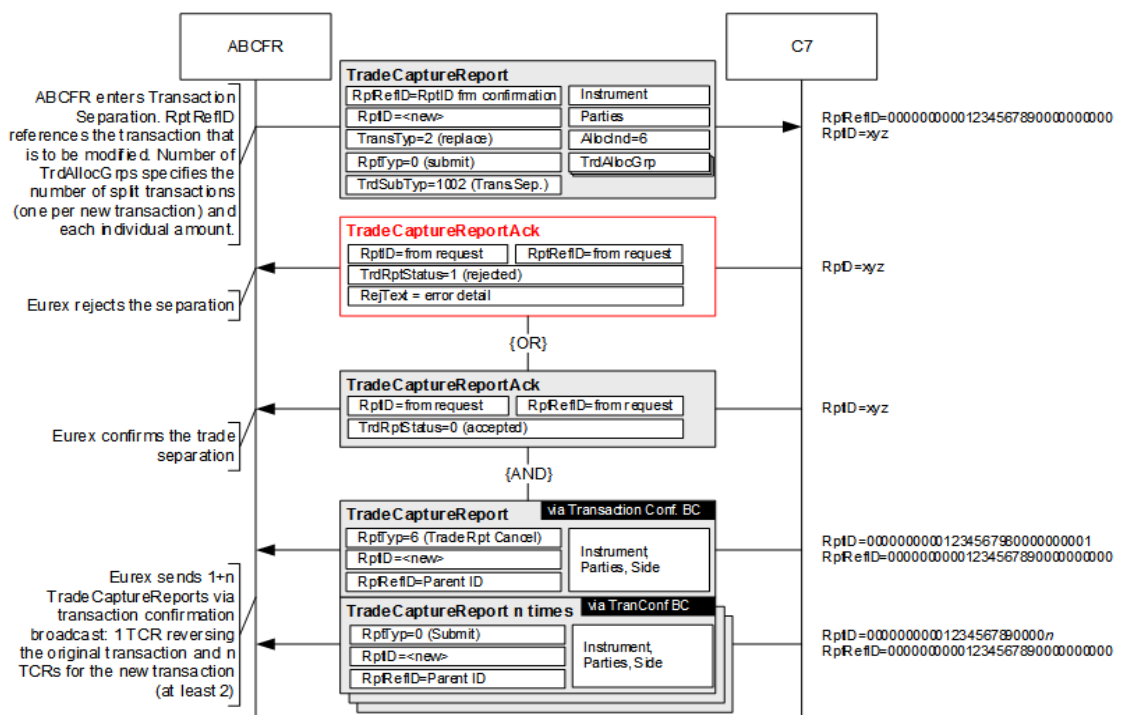 ABCFR
C7
ABCFR enters Transaction
Separation. RptRefID
references the transaction that
is to be modified. Number of
TrdAllocGrps specifies the
number of split transactions
(one per new transaction) and
each individual amount.
TradeCaptureReport
RptRefID=RptID frm confirmation
Instrument
RptID=<new>
Parties
TransTyp=2 (replace)
AllocInd=6
RptTyp=0 (submit)
TrdAllocGrp
TrdSubTyp=1002 (Trans.Sep.)
RptRefID=0000000001234567890000000000
RptID=xyz
TradeCaptureReportAck
RptID=from request
RptRefID=from request
TrdRptStatus=1 (rejected)
RejText = error detail
RptID=xyz
Eurex rejects the separation
{OR}
TradeCaptureReportAck
RptID=from request
RptRefID=from request
TrdRptStatus=0 (accepted)
RptID=xyz
Eurex confirms the trade
separation
{AND}
TradeCaptureReport
via Transaction Conf. BC
RptTyp=6 (TradeRpt Cancel)
RptID=<new>
RptRefID=Parent ID
Instrument,
Parties, Side
RptID=0000000001234567980000000001
RptRefID=0000000001234567890000000000
Eurex sends 1+n
TradeCaptureReports via
transaction confirmation
broadcast: 1 TCR reversing
the original transaction and n
TCRs for the new transaction
(at least 2)
TradeCaptureReport n times
via TranConf BC
RptTyp=0 (Submit)
RptID=<new>
RptRefID=Parent ID
Instrument,
Parties, Side
RptID=000000000012345678900000n
RptRefID=0000000001234567890000000000